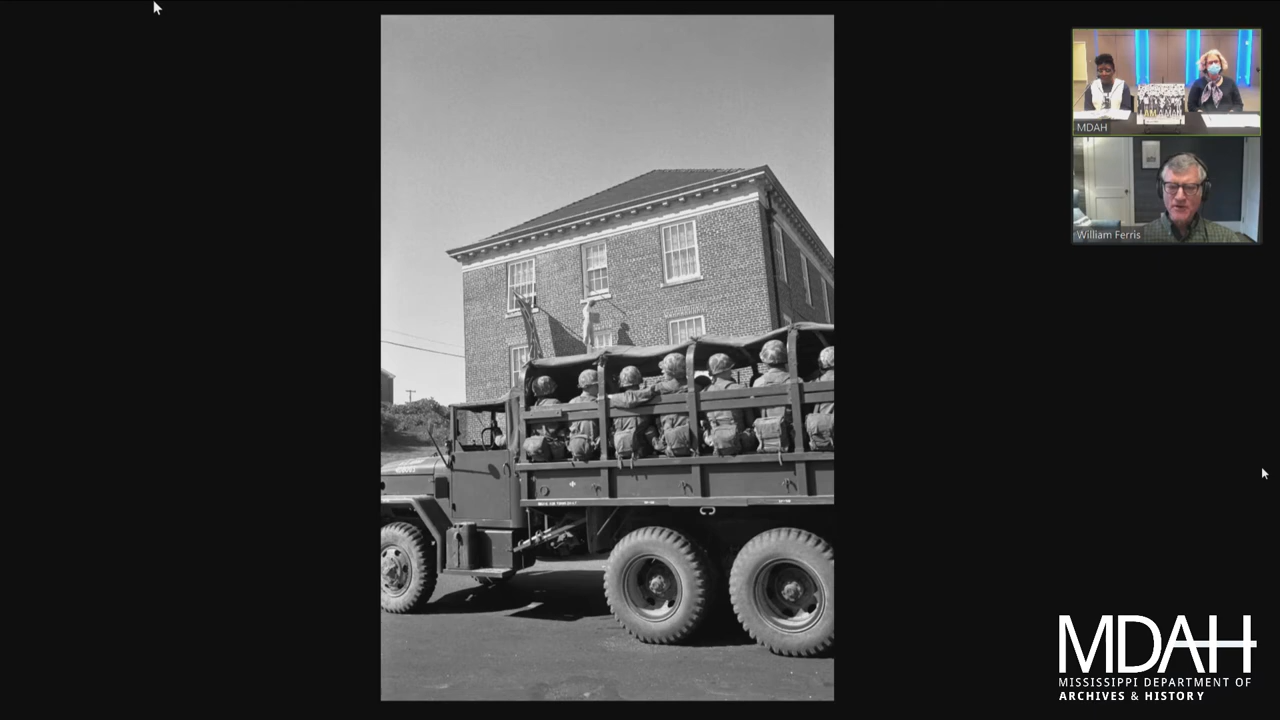 MDAH
William Ferris
MDAH
MISSISSIPPI DEPARTMENT OF
ARCHIVES & HISTORY